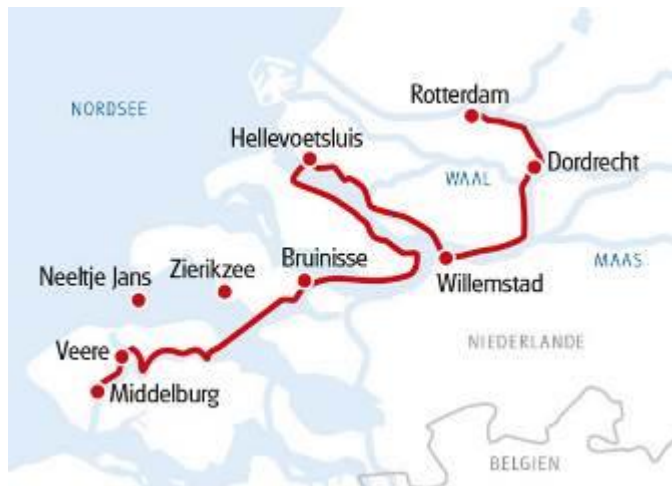 NORDSEE
Rotterdam
Hellevoetsluis
Dordrecht
WAAL
Bruinisse
Zierikzee
Neeltje Jans
MAAS
Willemstad
Veere
NIEDERLANDE
Middelburg
BELGIEN